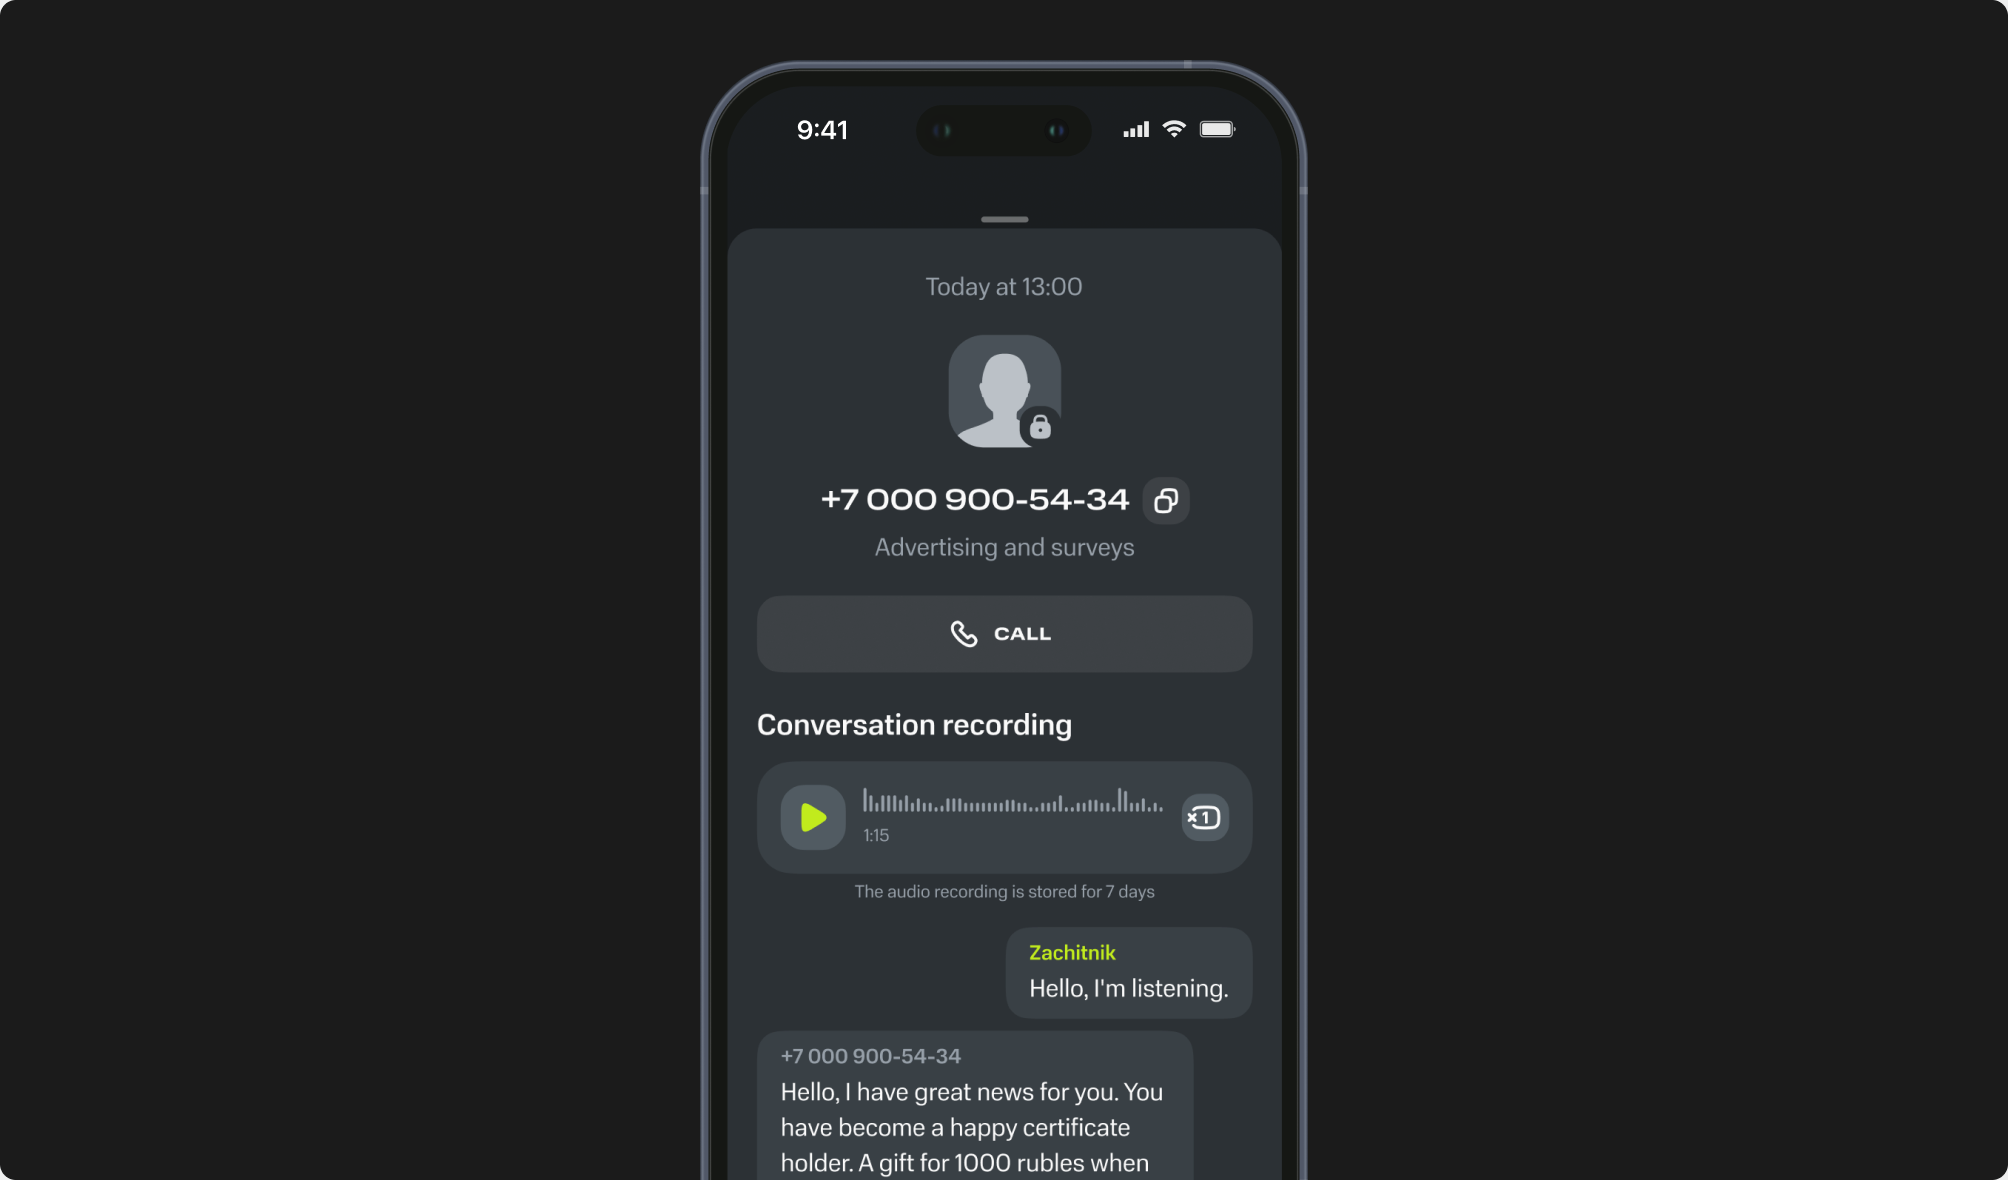 9:41
Today at 13:00
+7 000 900-54-34
Advertising and surveys
CALL
Conversation recording
1:15
×1
The audio recording is stored for 7 days
Zachitnik
Hello, I'm listening.
+7 000 900-54-34
Hello, I have great news for you. You
have become a happy certificate
holder. A gift for 1000 rubles when